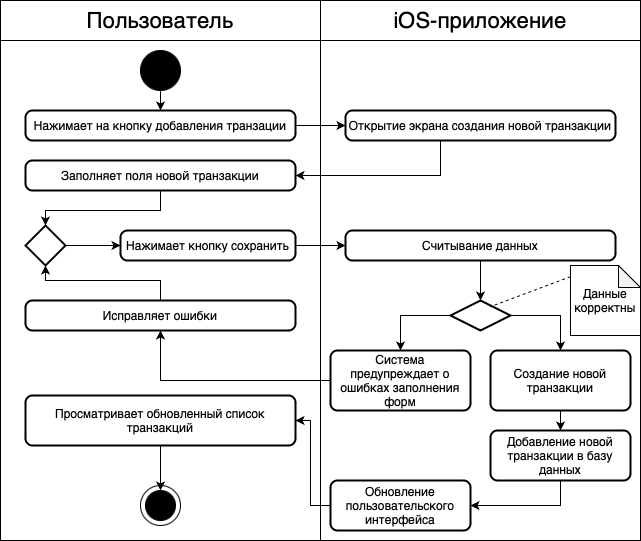 Пользователь
iOS-приложение
Нажимает на кнопку добавления транзации
Открытие экрана создания новой транзакции
Заполняет поля новой транзакции
Нажимает кнопку сохранить
Считывание данных
Данные
корректны
Исправляет ошибки
Система
предупреждает о
ошибках заполнения
форм
Создание новой
транзакции
Просматривает обновленный список
транзакций
Добавление новой
транзакции в базу
данных
Обновление
пользовательского
интерфейса